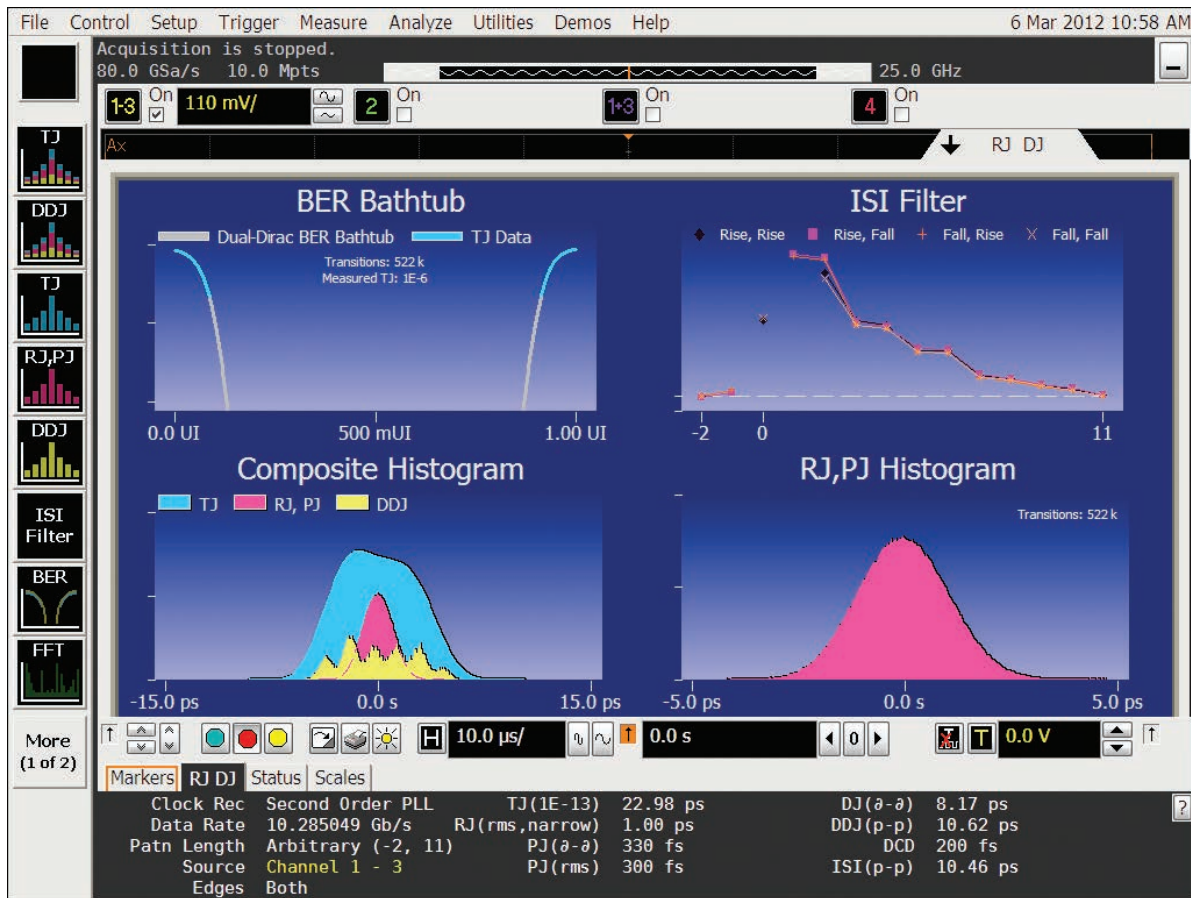 File Control Setup Trigger Measure Analyze Utilities Demos Help 6 Mar 2012 10:58 AM
Acquisition is stopped.
80.0 GSa/s 10.0 Mpts 25.0 GHz
1-3 On 110 mV/ 2 On 1+3 On 4 On
Ax RJ DJ
TJ
DDJ
TJ
RJ,PJ
DDJ
ISI
Filter
BER
FFT
More
(1 of 2)
BER Bathtub
Dual-Dirac BER Bathtub TJ Data
Transitions: 522 k
Measured TJ: 1E-6
0.0 UI 500 mUI 1.00 UI
ISI Filter
Rise, Rise Rise, Fall Fall, Rise Fall, Fall
-2 0 11
Composite Histogram
TJ RJ, PJ DDJ
-15.0 ps 0.0 s 15.0 ps
RJ,PJ Histogram
Transitions: 522 k
-5.0 ps 0.0 s 5.0 ps
H 10.0 µs/ 0.0 s 0 T 0.0 V
Markers RJ DJ Status Scales
Clock Rec Second Order PLL TJ(1E-13) 22.98 ps DJ(∂-∂) 8.17 ps ?
Data Rate 10.285049 Gb/s RJ(rms,narrow) 1.00 ps DDJ(p-p) 10.62 ps
Patn Length Arbitrary (-2, 11) PJ(∂-∂) 330 fs DCD 200 fs
Source Channel 1 - 3 PJ(rms) 300 fs ISI(p-p) 10.46 ps
Edges Both